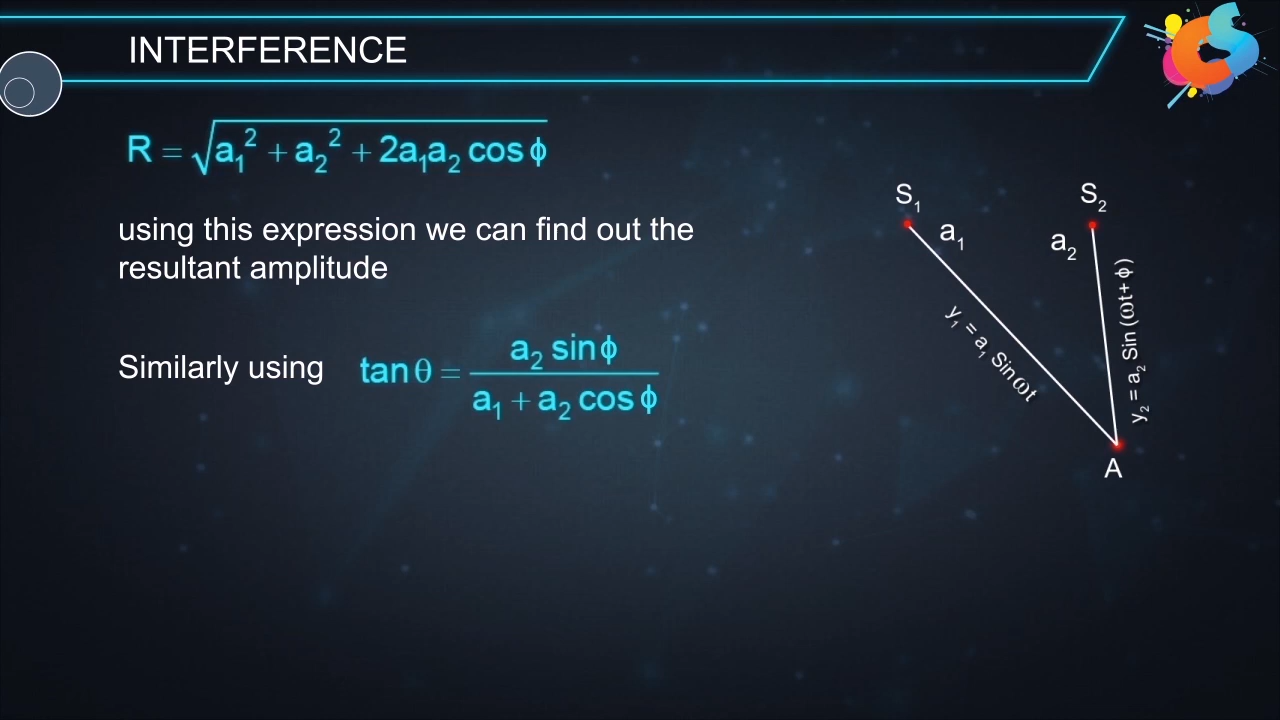 INTERFERENCE
R = √(a₁² + a₂² + 2a₁a₂ cos ϕ)
using this expression we can find out the
resultant amplitude
Similarly using tan θ = (a₂ sin ϕ) / (a₁ + a₂ cos ϕ)
S₁
S₂
a₁
a₂
y₁ = a₁ Sin ωt
y₂ = a₂ Sin (ωt+ ϕ)
A
CS